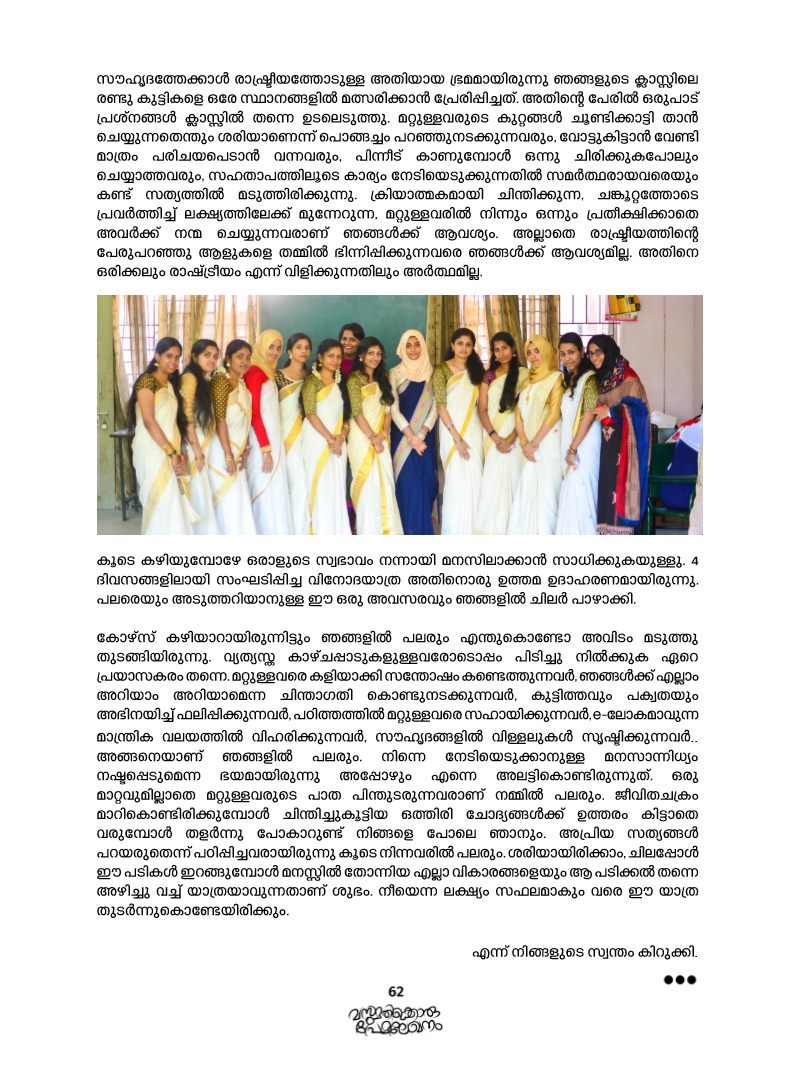 സൗഹൃദത്തേക്കാൾ രാഷ്ട്രീയത്തോടുള്ള അതിയായ ഭ്രമമായിരുന്നു ഞങ്ങളുടെ ക്ലാസ്സിലെ
രണ്ടു കുട്ടികളെ ഒരേ സ്ഥാനങ്ങളിൽ മത്സരിക്കാൻ പ്രേരിപ്പിച്ചത്. അതിന്റെ പേരിൽ ഒരുപാട്
പ്രശ്നങ്ങൾ ക്ലാസ്സിൽ തന്നെ ഉടലെടുത്തു. മറ്റുള്ളവരുടെ കുറ്റങ്ങൾ ചൂണ്ടിക്കാട്ടി താൻ
ചെയ്യുന്നതെന്തും ശരിയാണെന്ന് പൊങ്ങച്ചം പറഞ്ഞുനടക്കുന്നവരും, വോട്ടുകിട്ടാൻ വേണ്ടി
മാത്രം പരിചയപെടാൻ വന്നവരും, പിന്നീട് കാണുമ്പോൾ ഒന്നു ചിരിക്കുകപോലും
ചെയ്യാത്തവരും, സഹതാപത്തിലൂടെ കാര്യം നേടിയെടുക്കുന്നതിൽ സമർത്ഥരായവരെയും
കണ്ട് സത്യത്തിൽ മടുത്തിരിക്കുന്നു. ക്രിയാത്മകമായി ചിന്തിക്കുന്ന, ചങ്കൂറ്റത്തോടെ
പ്രവർത്തിച്ച് ലക്ഷ്യത്തിലേക്ക് മുന്നേറുന്ന, മറ്റുള്ളവരിൽ നിന്നും ഒന്നും പ്രതീക്ഷിക്കാതെ
അവർക്ക് നന്മ ചെയ്യുന്നവരാണ് ഞങ്ങൾക്ക് ആവശ്യം. അല്ലാതെ രാഷ്ട്രീയത്തിന്റെ
പേരുപറഞ്ഞു ആളുകളെ തമ്മിൽ ഭിന്നിപ്പിക്കുന്നവരെ ഞങ്ങൾക്ക് ആവശ്യമില്ല. അതിനെ
ഒരിക്കലും രാഷ്ട്രീയം എന്ന് വിളിക്കുന്നതിലും അർത്ഥമില്ല.
കൂടെ കഴിയുമ്പോഴേ ഒരാളുടെ സ്വഭാവം നന്നായി മനസിലാക്കാൻ സാധിക്കുകയുള്ളു. 4
ദിവസങ്ങളിലായി സംഘടിപ്പിച്ച വിനോദയാത്ര അതിനൊരു ഉത്തമ ഉദാഹരണമായിരുന്നു.
പലരെയും അടുത്തറിയാനുള്ള ഈ ഒരു അവസരവും ഞങ്ങളിൽ ചിലർ പാഴാക്കി.
കോഴ്സ് കഴിയാറായിരുന്നിട്ടും ഞങ്ങളിൽ പലരും എന്തുകൊണ്ടോ അവിടം മടുത്തു
തുടങ്ങിയിരുന്നു. വ്യത്യസ്ത കാഴ്ചപ്പാടുകളുള്ളവരോടൊപ്പം പിടിച്ചു നിൽക്കുക ഏറെ
പ്രയാസകരം തന്നെ. മറ്റുള്ളവരെ കളിയാക്കി സന്തോഷം കണ്ടെത്തുന്നവർ, ഞങ്ങൾക്ക് എല്ലാം
അറിയാം അറിയാമെന്ന ചിന്താഗതി കൊണ്ടുനടക്കുന്നവർ, കുട്ടിത്തവും പക്വതയും
അഭിനയിച്ച് ഫലിപ്പിക്കുന്നവർ, പഠിത്തത്തിൽ മറ്റുള്ളവരെ സഹായിക്കുന്നവർ, e-ലോകമാവുന്ന
മാന്ത്രിക വലയത്തിൽ വിഹരിക്കുന്നവർ, സൗഹൃദങ്ങളിൽ വിള്ളലുകൾ സൃഷ്ടിക്കുന്നവർ..
അങ്ങനെയാണ് ഞങ്ങളിൽ പലരും. നിന്നെ നേടിയെടുക്കാനുള്ള മനസാന്നിധ്യം
നഷ്ടപ്പെടുമെന്ന ഭയമായിരുന്നു അപ്പോഴും എന്നെ അലട്ടികൊണ്ടിരുന്നത്. ഒരു
മാറ്റവുമില്ലാതെ മറ്റുള്ളവരുടെ പാത പിന്തുടരുന്നവരാണ് നമ്മിൽ പലരും. ജീവിതചക്രം
മാറികൊണ്ടിരിക്കുമ്പോൾ ചിന്തിച്ചുകൂട്ടിയ ഒത്തിരി ചോദ്യങ്ങൾക്ക് ഉത്തരം കിട്ടാതെ
വരുമ്പോൾ തളർന്നു പോകാറുണ്ട് നിങ്ങളെ പോലെ ഞാനും. അപ്രിയ സത്യങ്ങൾ
പറയരുതെന്ന് പഠിപ്പിച്ചവരായിരുന്നു കൂടെ നിന്നവരിൽ പലരും. ശരിയായിരിക്കാം, ചിലപ്പോൾ
ഈ പടികൾ ഇറങ്ങുമ്പോൾ മനസ്സിൽ തോന്നിയ എല്ലാ വികാരങ്ങളെയും ആ പടിക്കൽ തന്നെ
അഴിച്ചു വച്ച് യാത്രയാവുന്നതാണ് ശുഭം. നീയെന്ന ലക്ഷ്യം സഫലമാകും വരെ ഈ യാത്ര
തുടർന്നുകൊണ്ടേയിരിക്കും.
എന്ന് നിങ്ങളുടെ സ്വന്തം കിറുക്കി.
62